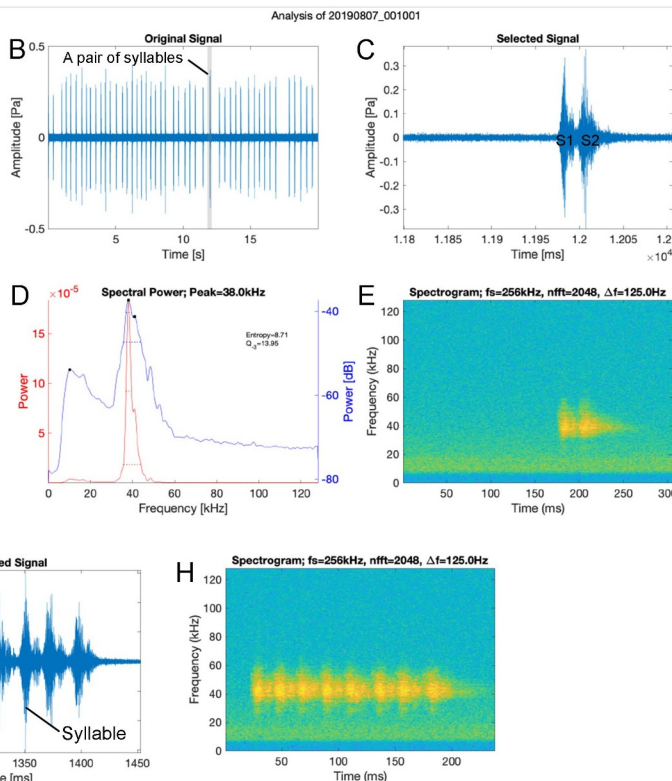 Analysis of 20190807_001001
B
Original Signal
A pair of syllables
0.5
0
-0.5
Amplitude [Pa]
5
10
15
Time [s]
C
Selected Signal
0.3
0.2
0.1
0
-0.1
-0.2
-0.3
Amplitude [Pa]
S1 S2
1.18
1.185
1.19
1.195
1.2
1.205
1.21
Time [ms]
×10⁴
D
Spectral Power; Peak=38.0kHz
×10⁻⁵
15
10
5
Power
Entropy=8.71
Q₋₃=13.95
-40
-60
-80
Power [dB]
0
20
40
60
80
100
120
Frequency [kHz]
E
Spectrogram; fs=256kHz, nfft=2048, Δf=125.0Hz
120
100
80
60
40
20
0
Frequency (kHz)
50
100
150
200
250
300
Time (ms)
ed Signal
Syllable
1350
1400
1450
e [ms]
H
Spectrogram; fs=256kHz, nfft=2048, Δf=125.0Hz
120
100
80
60
40
20
0
Frequency (kHz)
50
100
150
200
Time (ms)